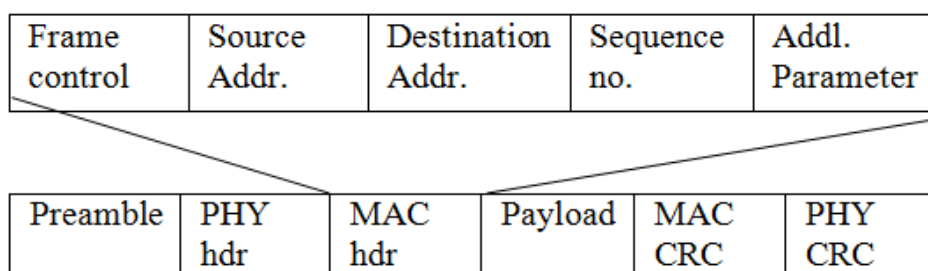 Frame control
Source Addr.
Destination Addr.
Sequence no.
Addl. Parameter
Preamble
PHY hdr
MAC hdr
Payload
MAC CRC
PHY CRC